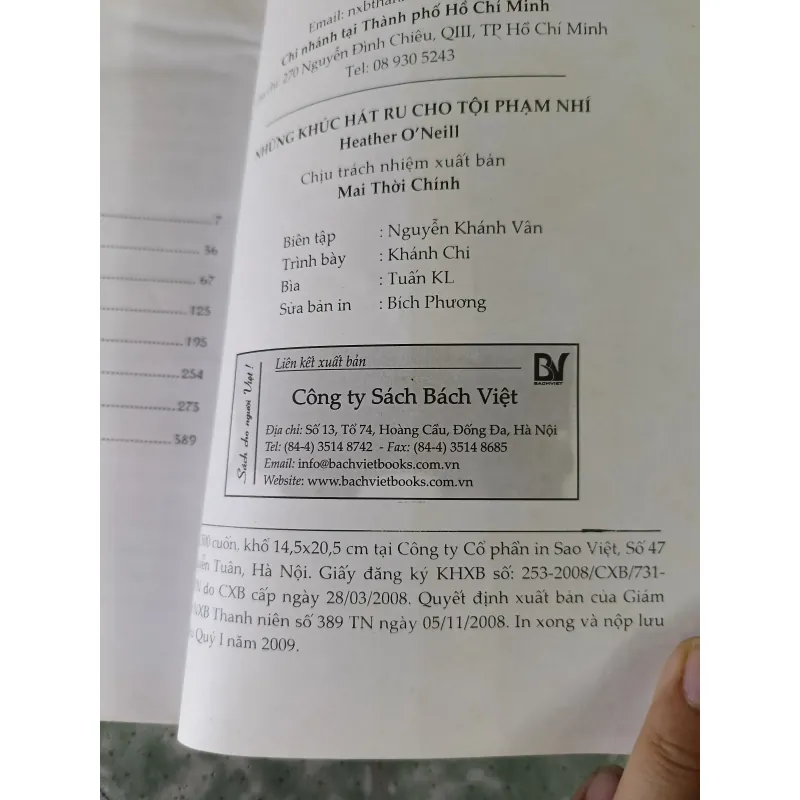 Email: nxbthan
Chi nhánh tại Thành phố Hồ Chí Minh
270 Nguyễn Đình Chiểu, QIII, TP Hồ Chí Minh
Tel: 08 930 5243
NHỮNG KHÚC HÁT RU CHO TỘI PHẠM NHÍ
Heather O'Neill
Chịu trách nhiệm xuất bản
Mai Thời Chính
Biên tập : Nguyễn Khánh Vân
Trình bày : Khánh Chi
Bìa : Tuấn KL
Sửa bản in : Bích Phương
7
36
67
125
195
254
275
389
Sách cho người Việt !
Liên kết xuất bản
BV
BACHVIET
Công ty Sách Bách Việt
Địa chỉ: Số 13, Tổ 74, Hoàng Cầu, Đống Đa, Hà Nội
Tel: (84-4) 3514 8742 - Fax: (84-4) 3514 8685
Email: info@bachvietbooks.com.vn
Website: www.bachvietbooks.com.vn
500 cuốn, khổ 14,5x20,5 cm tại Công ty Cổ phần in Sao Việt, Số 47
Tuân, Hà Nội. Giấy đăng ký KHXB số: 253-2008/CXB/731-
do CXB cấp ngày 28/03/2008. Quyết định xuất bản của Giám
NXB Thanh niên số 389 TN ngày 05/11/2008. In xong và nộp lưu
Quý I năm 2009.